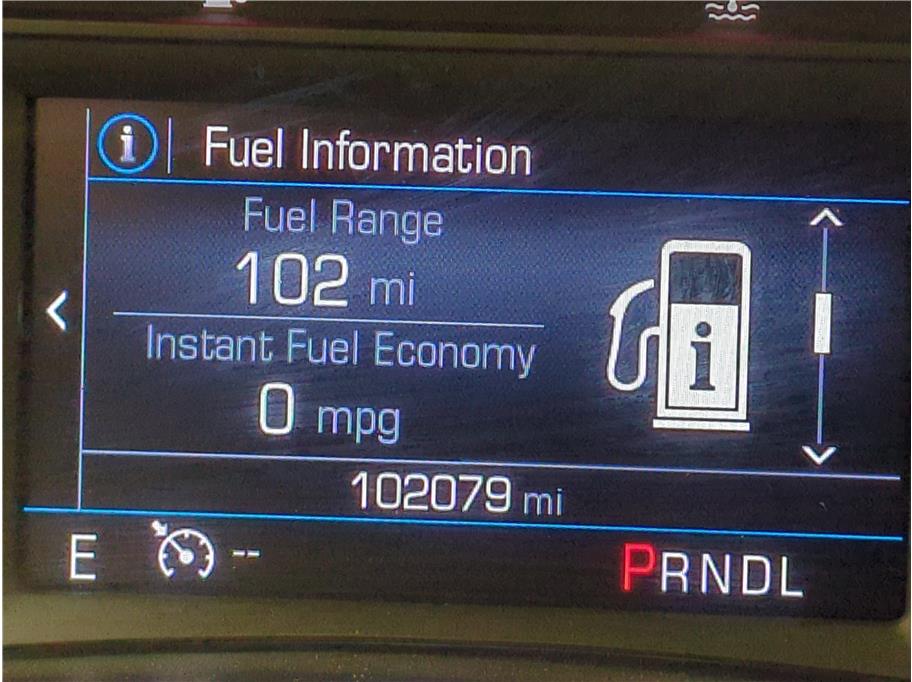 i Fuel Information
Fuel Range
102 mi
Instant Fuel Economy
i
0 mpg
102079 mi
E -- PRNDL